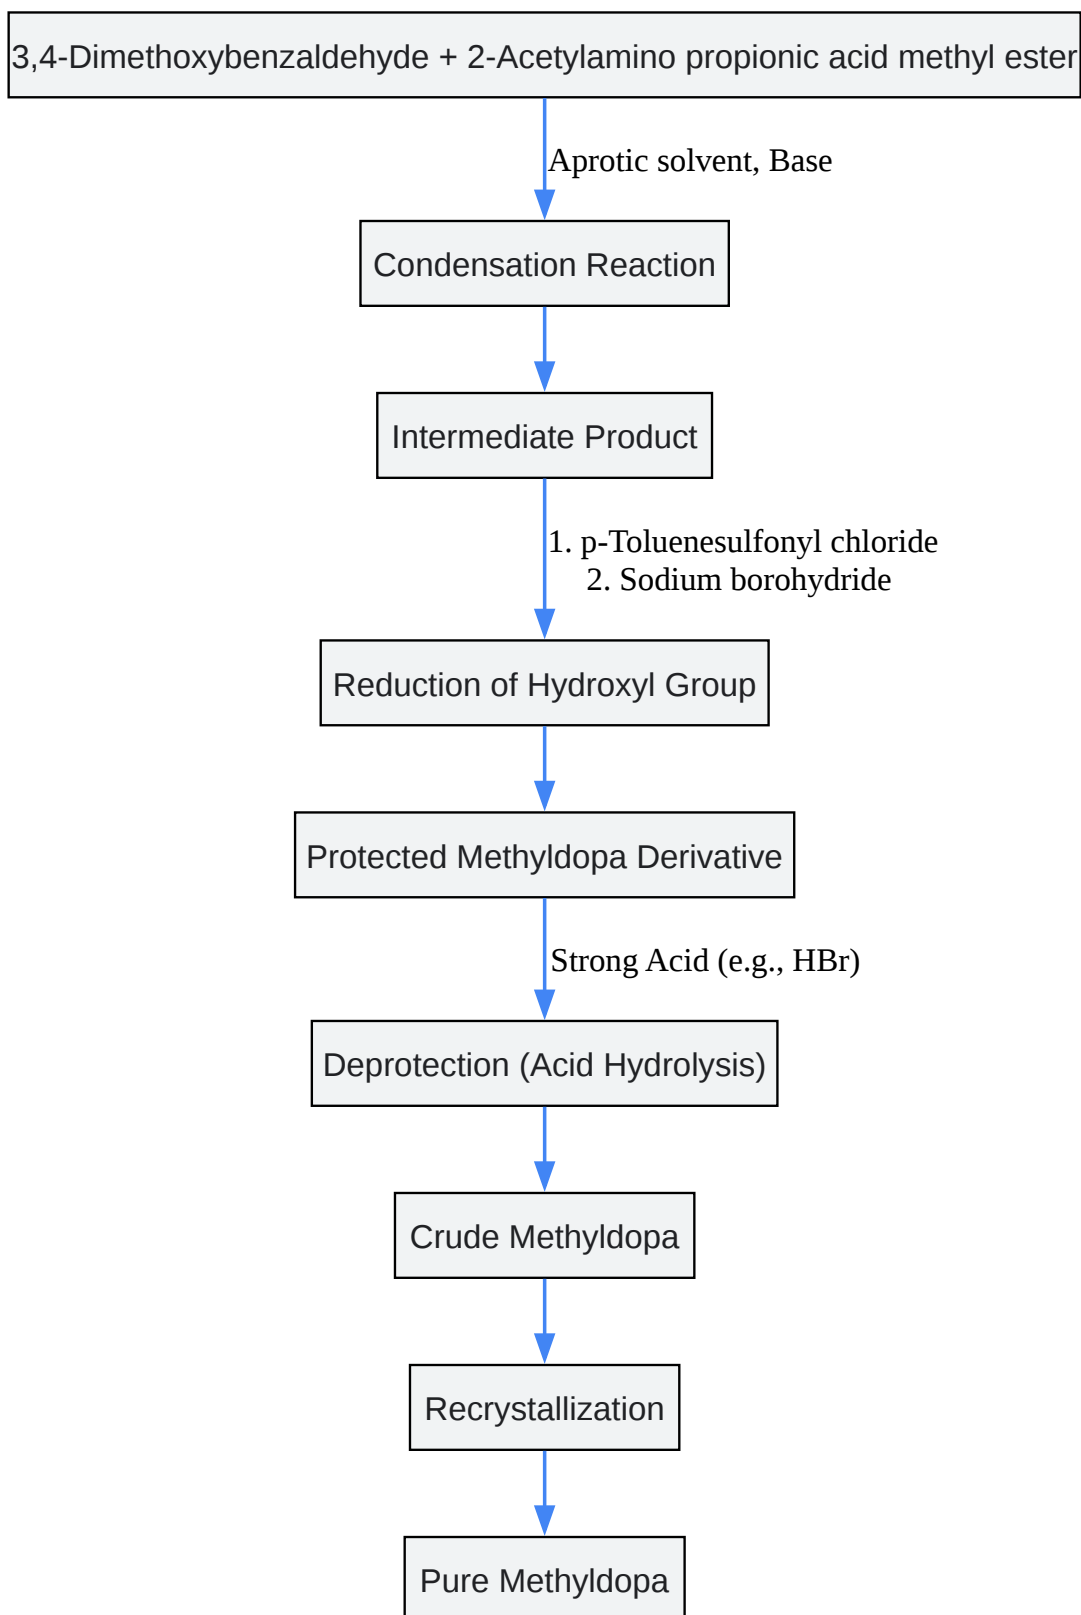 3,4-Dimethoxybenzaldehyde + 2-Acetylamino propionic acid methyl ester
Aprotic solvent, Base
Condensation Reaction
Intermediate Product
1. p-Toluenesulfonyl chloride
2. Sodium borohydride
Reduction of Hydroxyl Group
Protected Methyldopa Derivative
Strong Acid (e.g., HBr)
Deprotection (Acid Hydrolysis)
Crude Methyldopa
Recrystallization
Pure Methyldopa